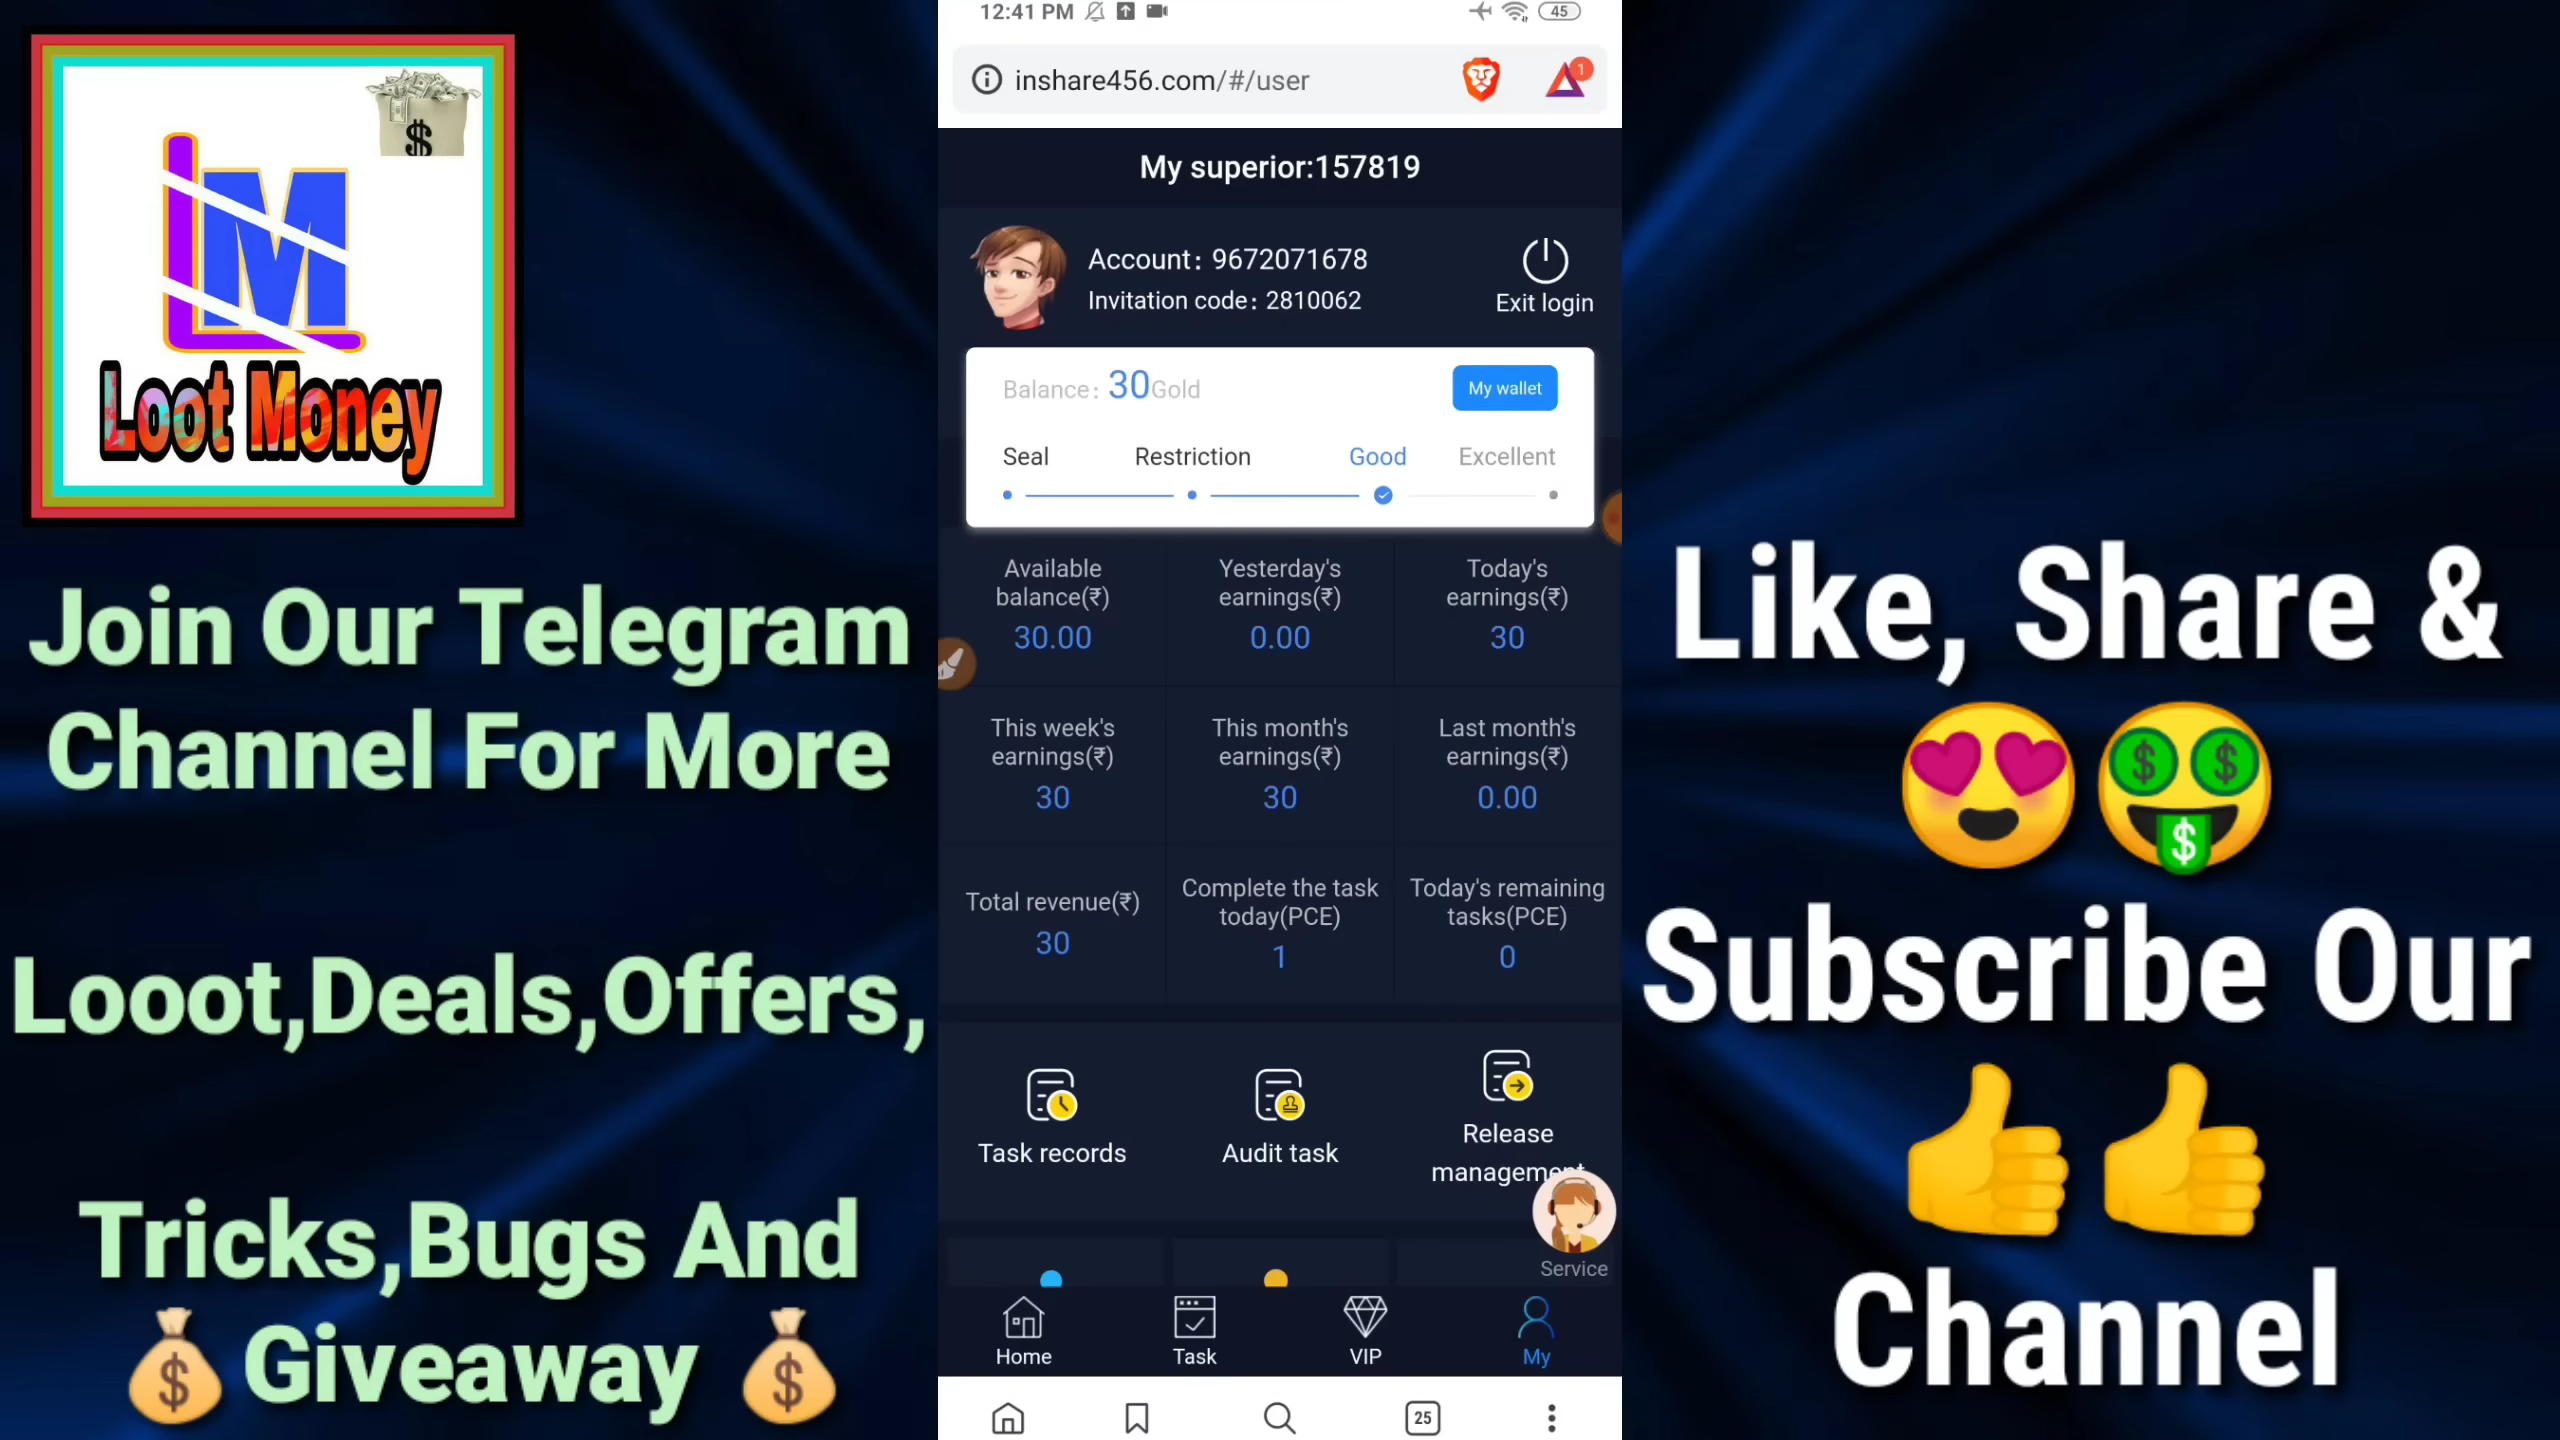 LM
Loot Money
Join Our Telegram
Channel For More
Looot,Deals,Offers,
Tricks,Bugs And
Giveaway
12:41 PM
45
inshare456.com/#/user
1
My superior:157819
Account: 9672071678
Invitation code: 2810062
Exit login
Balance: 30Gold
My wallet
Seal Restriction Good Excellent
Available
balance(₹)
30.00
Yesterday's
earnings(₹)
0.00
Today's
earnings(₹)
30
This week's
earnings(₹)
30
This month's
earnings(₹)
30
Last month's
earnings(₹)
0.00
Total revenue(₹)
30
Complete the task
today(PCE)
1
Today's remaining
tasks(PCE)
0
Task records
Audit task
Release
management
Service
Home Task VIP My
25
Like, Share &
Subscribe Our
Channel